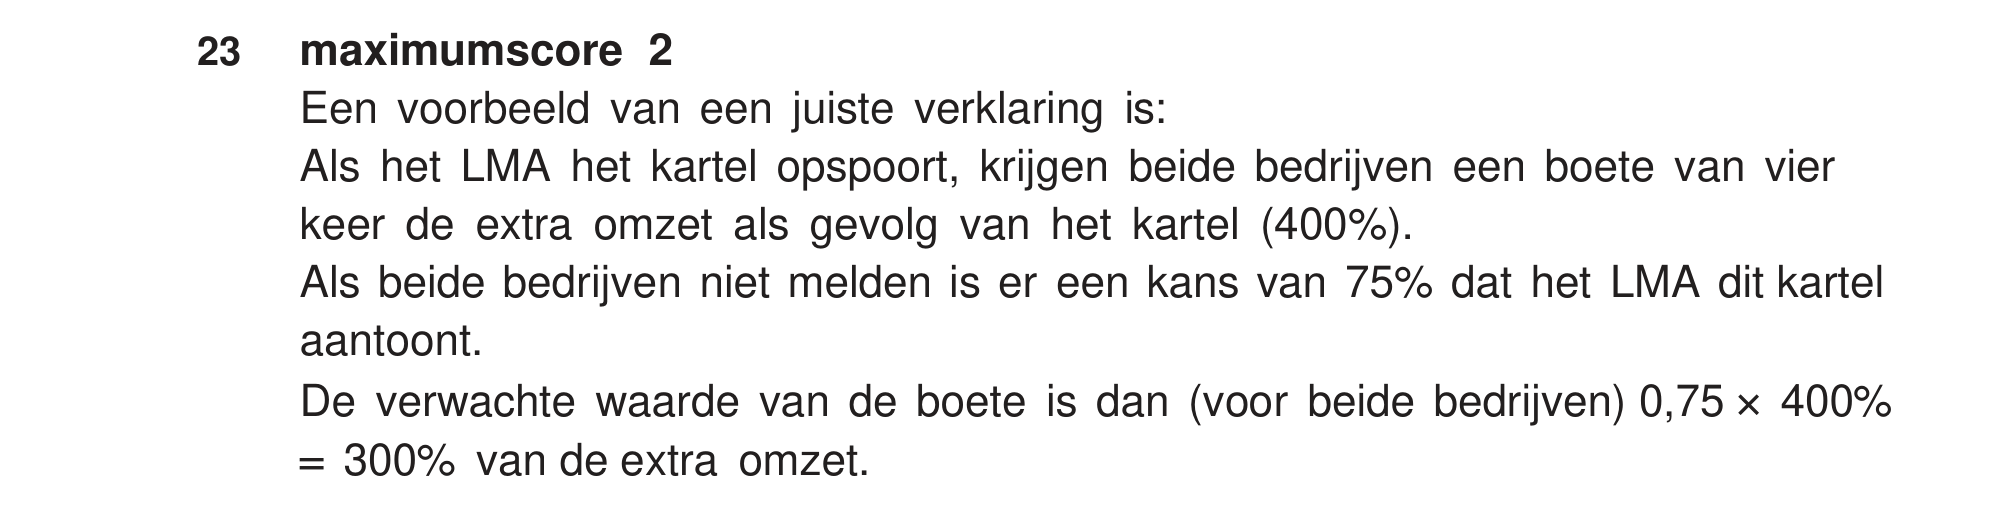 23 maximumscore 2
Een voorbeeld van een juiste verklaring is:
Als het LMA het kartel opspoort, krijgen beide bedrijven een boete van vier
keer de extra omzet als gevolg van het kartel (400%).
Als beide bedrijven niet melden is er een kans van 75% dat het LMA dit kartel
aantoont.
De verwachte waarde van de boete is dan (voor beide bedrijven) 0,75 × 400%
= 300% van de extra omzet.